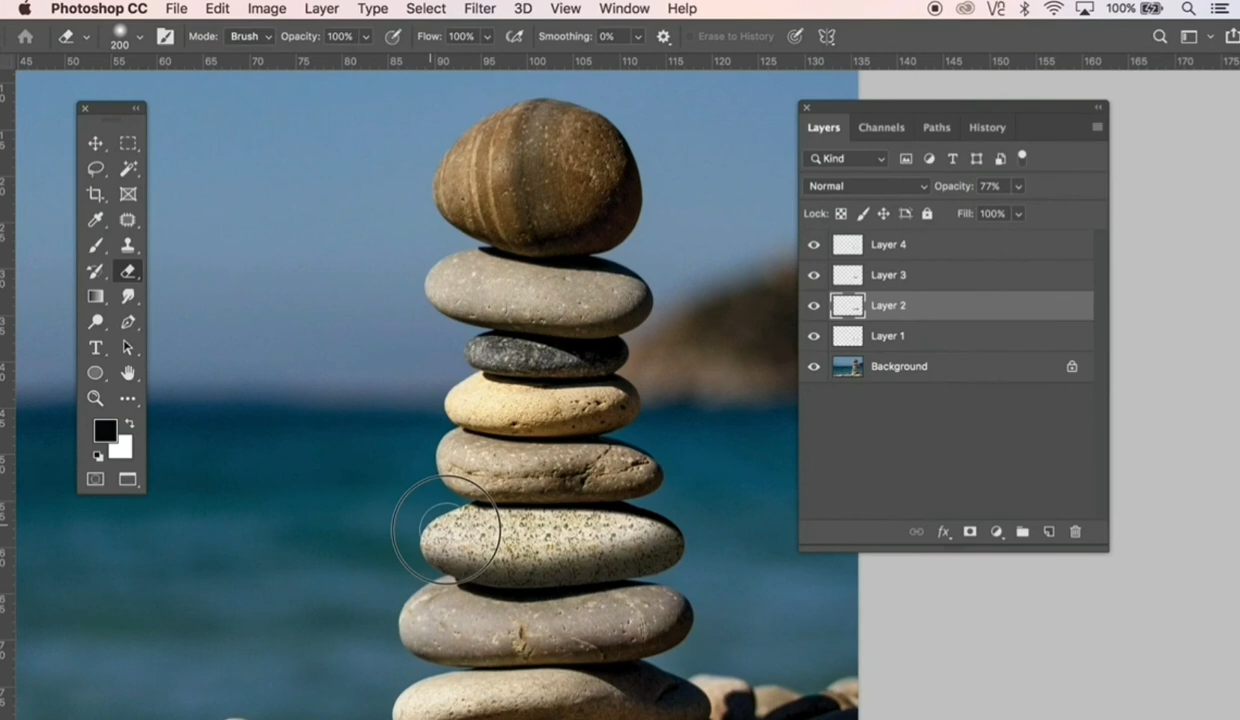 Photoshop CC File Edit Image Layer Type Select Filter 3D View Window Help 100%
200 Mode: Brush Opacity: 100% Flow: 100% Smoothing: 0% Erase to History
45 50 55 60 65 70 75 80 85 90 95 100 105 110 115 120 125 130 135 140 145 150 155 160 165 170 175
Layers Channels Paths History
Kind
Normal Opacity: 77%
Lock: Fill: 100%
Layer 4
Layer 3
Layer 2
Layer 1
Background
T
fx